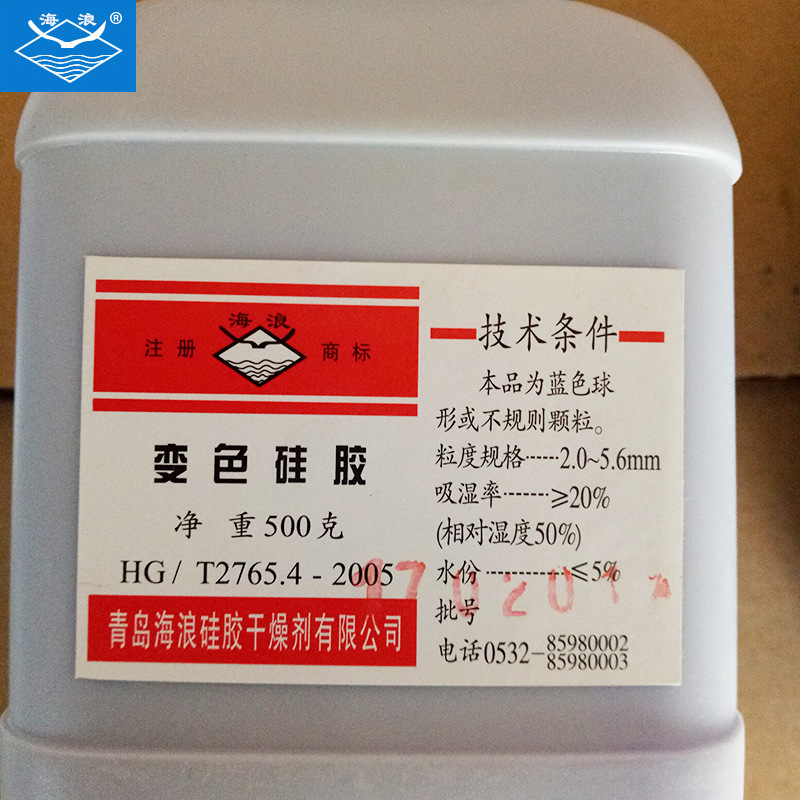 海浪®
海浪
注册 商标
变色硅胶
净 重500克
HG/ T2765.4 - 2005
青岛海浪硅胶干燥剂有限公司
技术条件
本品为蓝色球
形或不规则颗粒。
粒度规格------2.0~5.6mm
吸湿率--------≥20%
(相对湿度50%)
水份------------≤5%
批号
电话0532-85980002
85980003